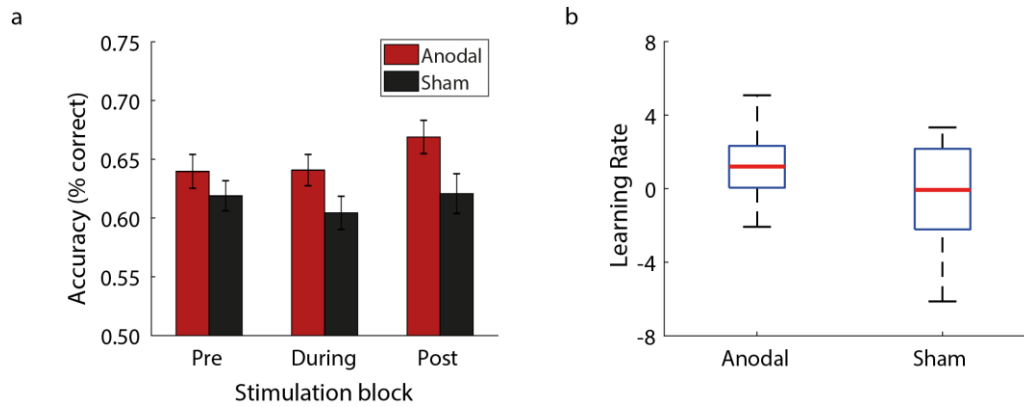 a
0.75
0.70
0.65
0.60
0.55
0.50
Accuracy (% correct)
Anodal
Sham
Pre During Post
Stimulation block
b
8
4
0
-4
-8
Learning Rate
Anodal Sham